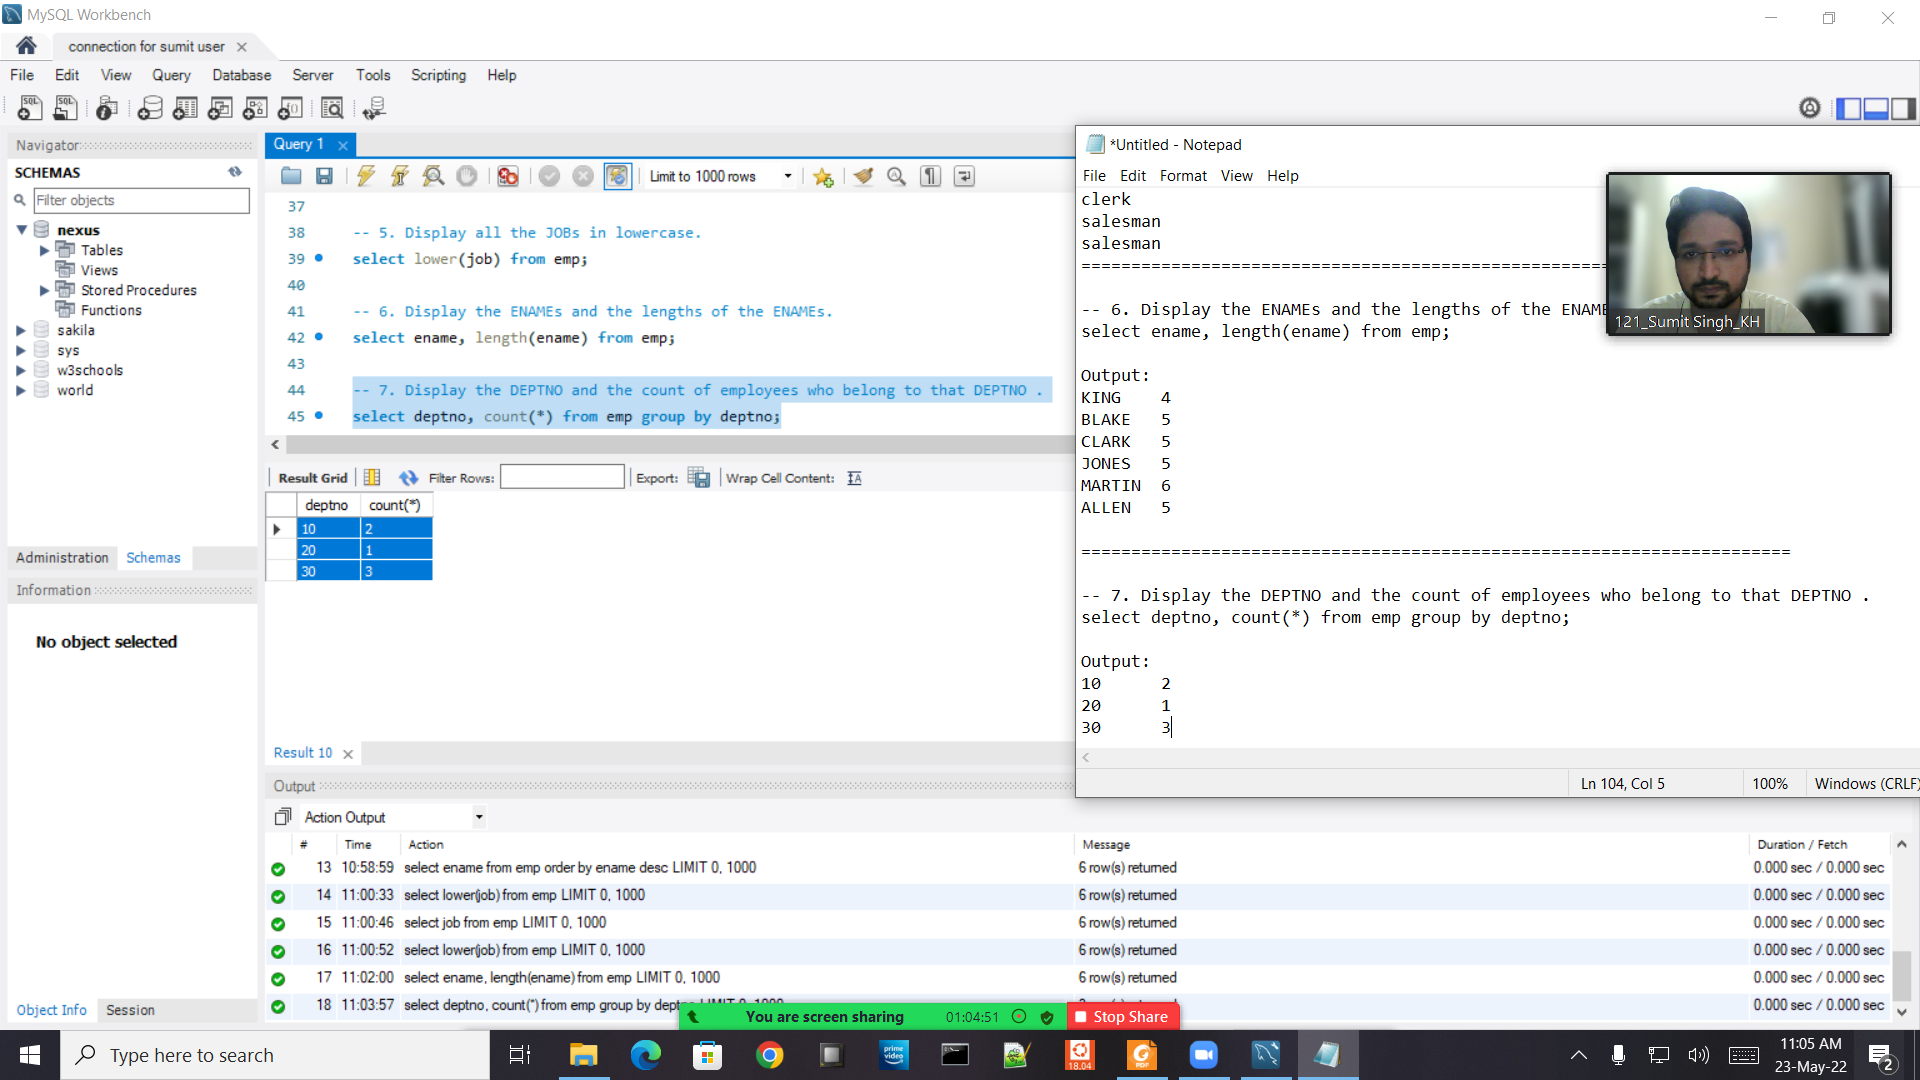 MySQL Workbench
connection for sumit user
File Edit View Query Database Server Tools Scripting Help
Navigator
SCHEMAS
Filter objects
nexus
Tables
Views
Stored Procedures
Functions
sakila
sys
w3schools
world
Administration Schemas
Information
No object selected
Object Info Session
Query 1
Limit to 1000 rows
37
38 -- 5. Display all the JOBs in lowercase.
39 select lower(job) from emp;
40
41 -- 6. Display the ENAMEs and the lengths of the ENAMEs.
42 select ename, length(ename) from emp;
43
44 -- 7. Display the DEPTNO and the count of employees who belong to that DEPTNO .
45 select deptno, count(*) from emp group by deptno;
Result Grid Filter Rows: Export: Wrap Cell Content:
deptno count(*)
10 2
20 1
30 3
Result 10
Output
Action Output
# Time Action Message Duration / Fetch
13 10:58:59 select ename from emp order by ename desc LIMIT 0, 1000 6 row(s) returned 0.000 sec / 0.000 sec
14 11:00:33 select lower(job) from emp LIMIT 0, 1000 6 row(s) returned 0.000 sec / 0.000 sec
15 11:00:46 select job from emp LIMIT 0, 1000 6 row(s) returned 0.000 sec / 0.000 sec
16 11:00:52 select lower(job) from emp LIMIT 0, 1000 6 row(s) returned 0.000 sec / 0.000 sec
17 11:02:00 select ename, length(ename) from emp LIMIT 0, 1000 6 row(s) returned 0.000 sec / 0.000 sec
18 11:03:57 select deptno, count(*) from emp group by 0.000 sec / 0.000 sec
*Untitled - Notepad
File Edit Format View Help
clerk
salesman
salesman
=====================================================
-- 6. Display the ENAMEs and the lengths of the ENAME
select ename, length(ename) from emp;
Output:
KING 4
BLAKE 5
CLARK 5
JONES 5
MARTIN 6
ALLEN 5
=======================================================================
-- 7. Display the DEPTNO and the count of employees who belong to that DEPTNO .
select deptno, count(*) from emp group by deptno;
Output:
10 2
20 1
30 3
Ln 104, Col 5 100% Windows (CRLF)
121_Sumit Singh_KH
You are screen sharing 01:04:51 Stop Share
Type here to search
prime video
18.04
PDF
11:05 AM
23-May-22
2